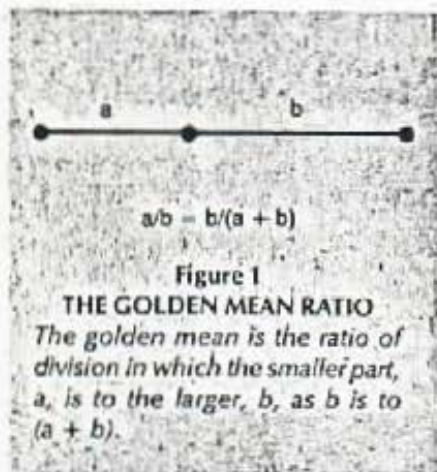 a b
a/b = b/(a + b)
Figure 1
THE GOLDEN MEAN RATIO
The golden mean is the ratio of
division in which the smaller part,
a, is to the larger, b, as b is to
(a + b).